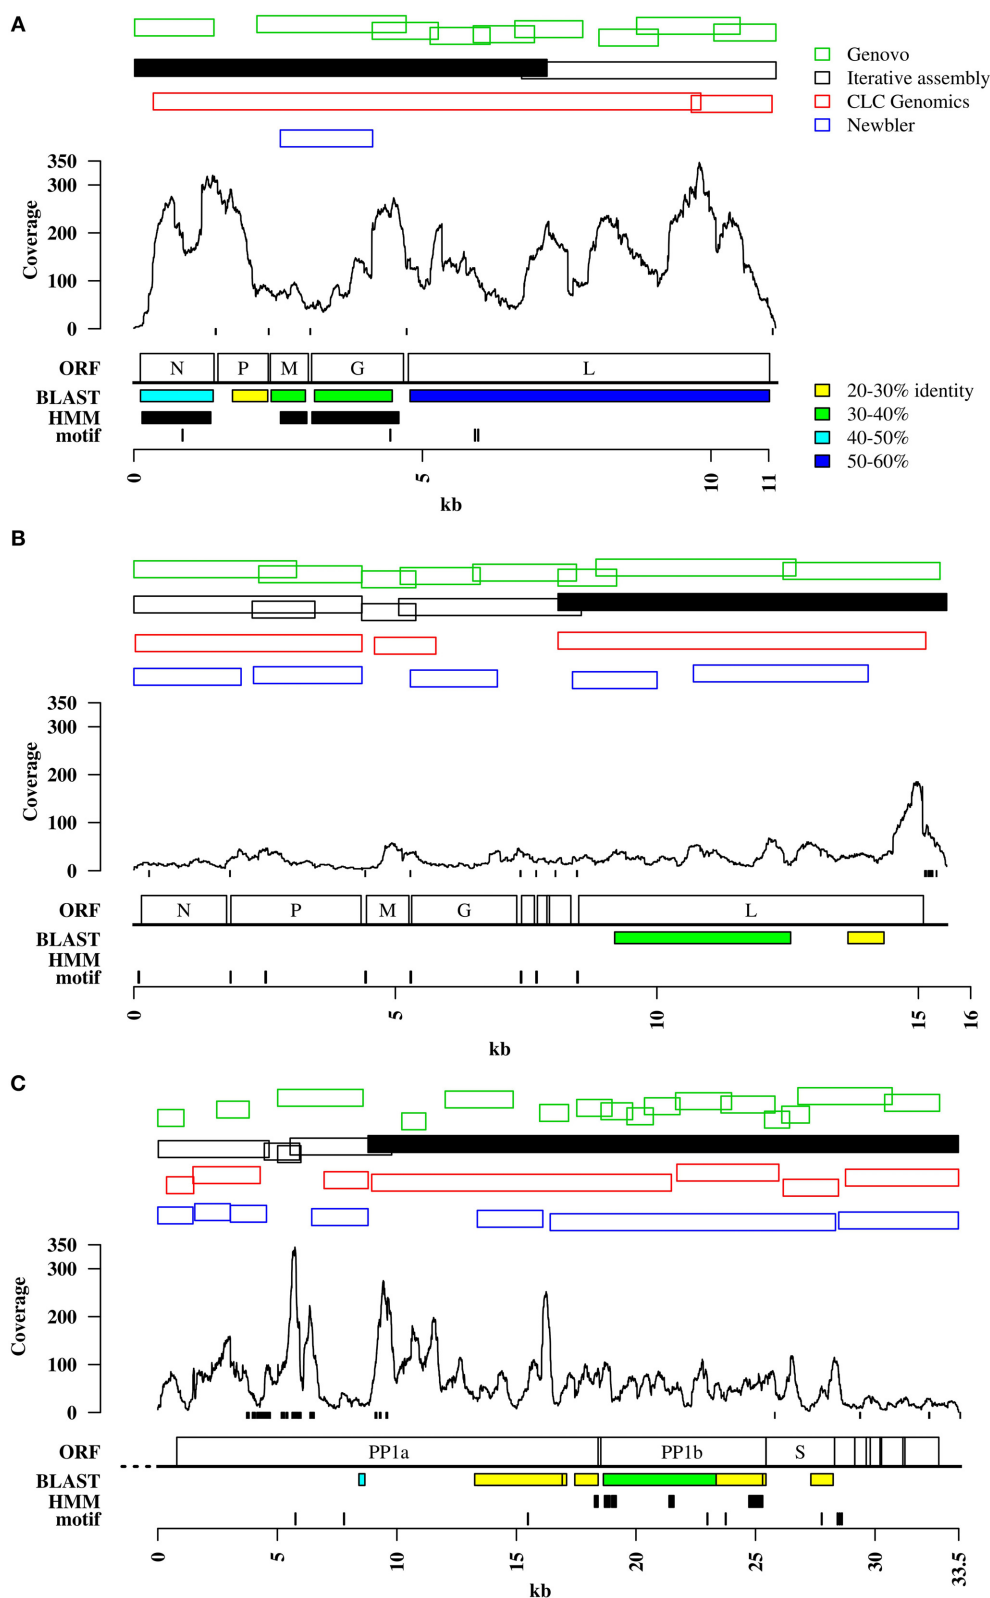 A
Genovo
Iterative assembly
CLC Genomics
Newbler
350
300
200
100
0
Coverage
ORF N P M G L
BLAST
HMM
motif
20-30% identity
30-40%
40-50%
50-60%
0 5 10 11
kb
B
350
300
200
100
0
Coverage
ORF N P M G L
BLAST
HMM
motif
0 5 10 15 16
kb
C
350
300
200
100
0
Coverage
ORF PP1a PP1b S
BLAST
HMM
motif
0 5 10 15 20 25 30 33.5
kb